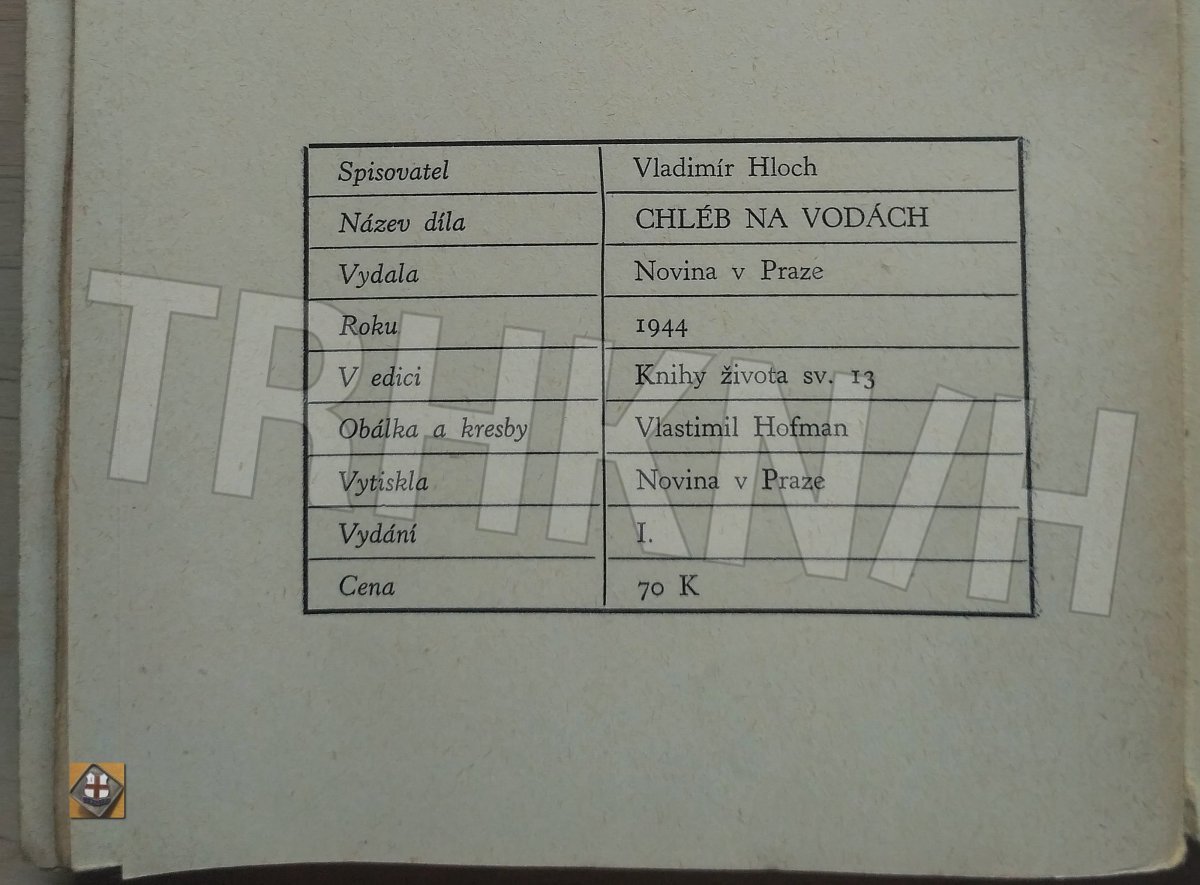 Spisovatel Vladimír Hloch
Název díla CHLÉB NA VODÁCH
Vydala Novina v Praze
Roku 1944
V edici Knihy života sv. 13
Obálka a kresby Vlastimil Hofman
Vytiskla Novina v Praze
Vydání I.
Cena 70 K
TRHKNIH